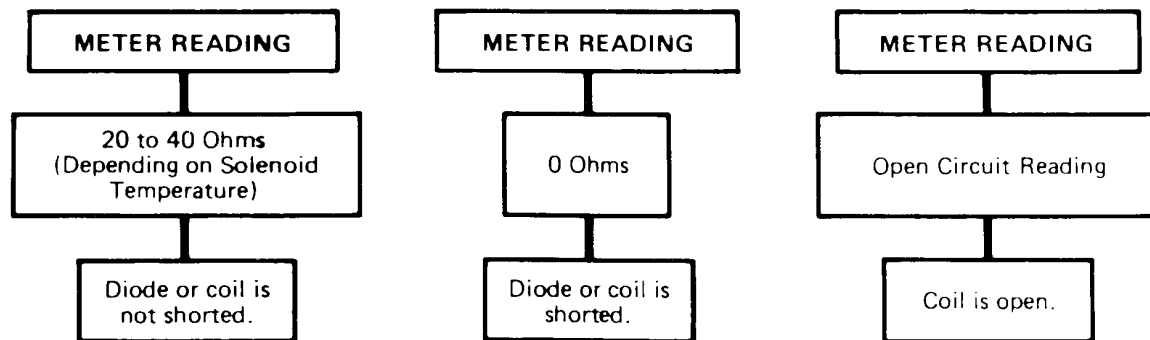 METER READING
20 to 40 Ohms
(Depending on Solenoid
Temperature)
Diode or coil is
not shorted.
METER READING
0 Ohms
Diode or coil is
shorted.
METER READING
Open Circuit Reading
Coil is open.